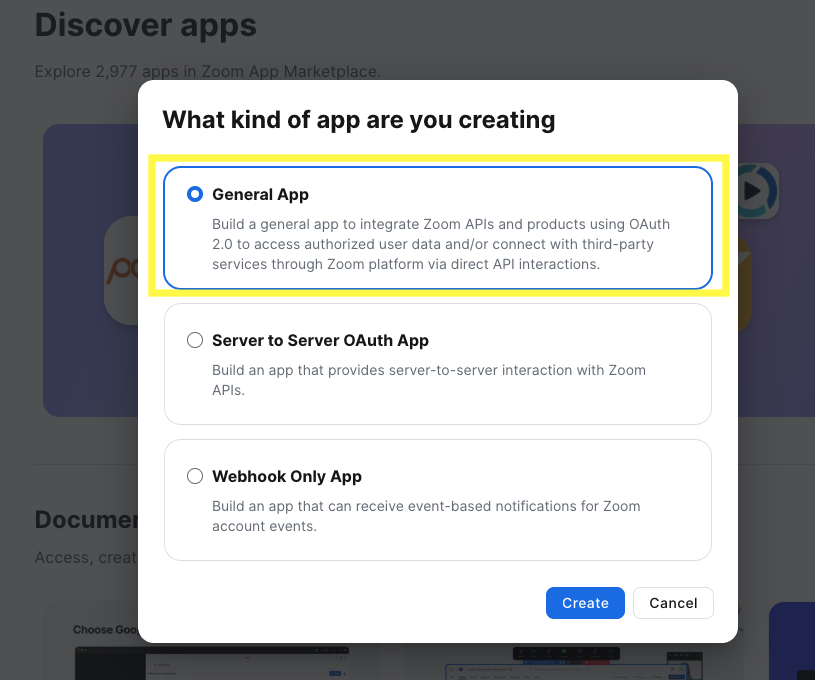 Discover apps
Explore 2,977 apps in Zoom App Marketplace.
What kind of app are you creating
General App
Build a general app to integrate Zoom APIs and products using OAuth
2.0 to access authorized user data and/or connect with third-party
services through Zoom platform via direct API interactions.
Server to Server OAuth App
Build an app that provides server-to-server interaction with Zoom
APIs.
Webhook Only App
Build an app that can receive event-based notifications for Zoom
account events.
Documen
Access, creat
Create
Cancel
Choose Goog